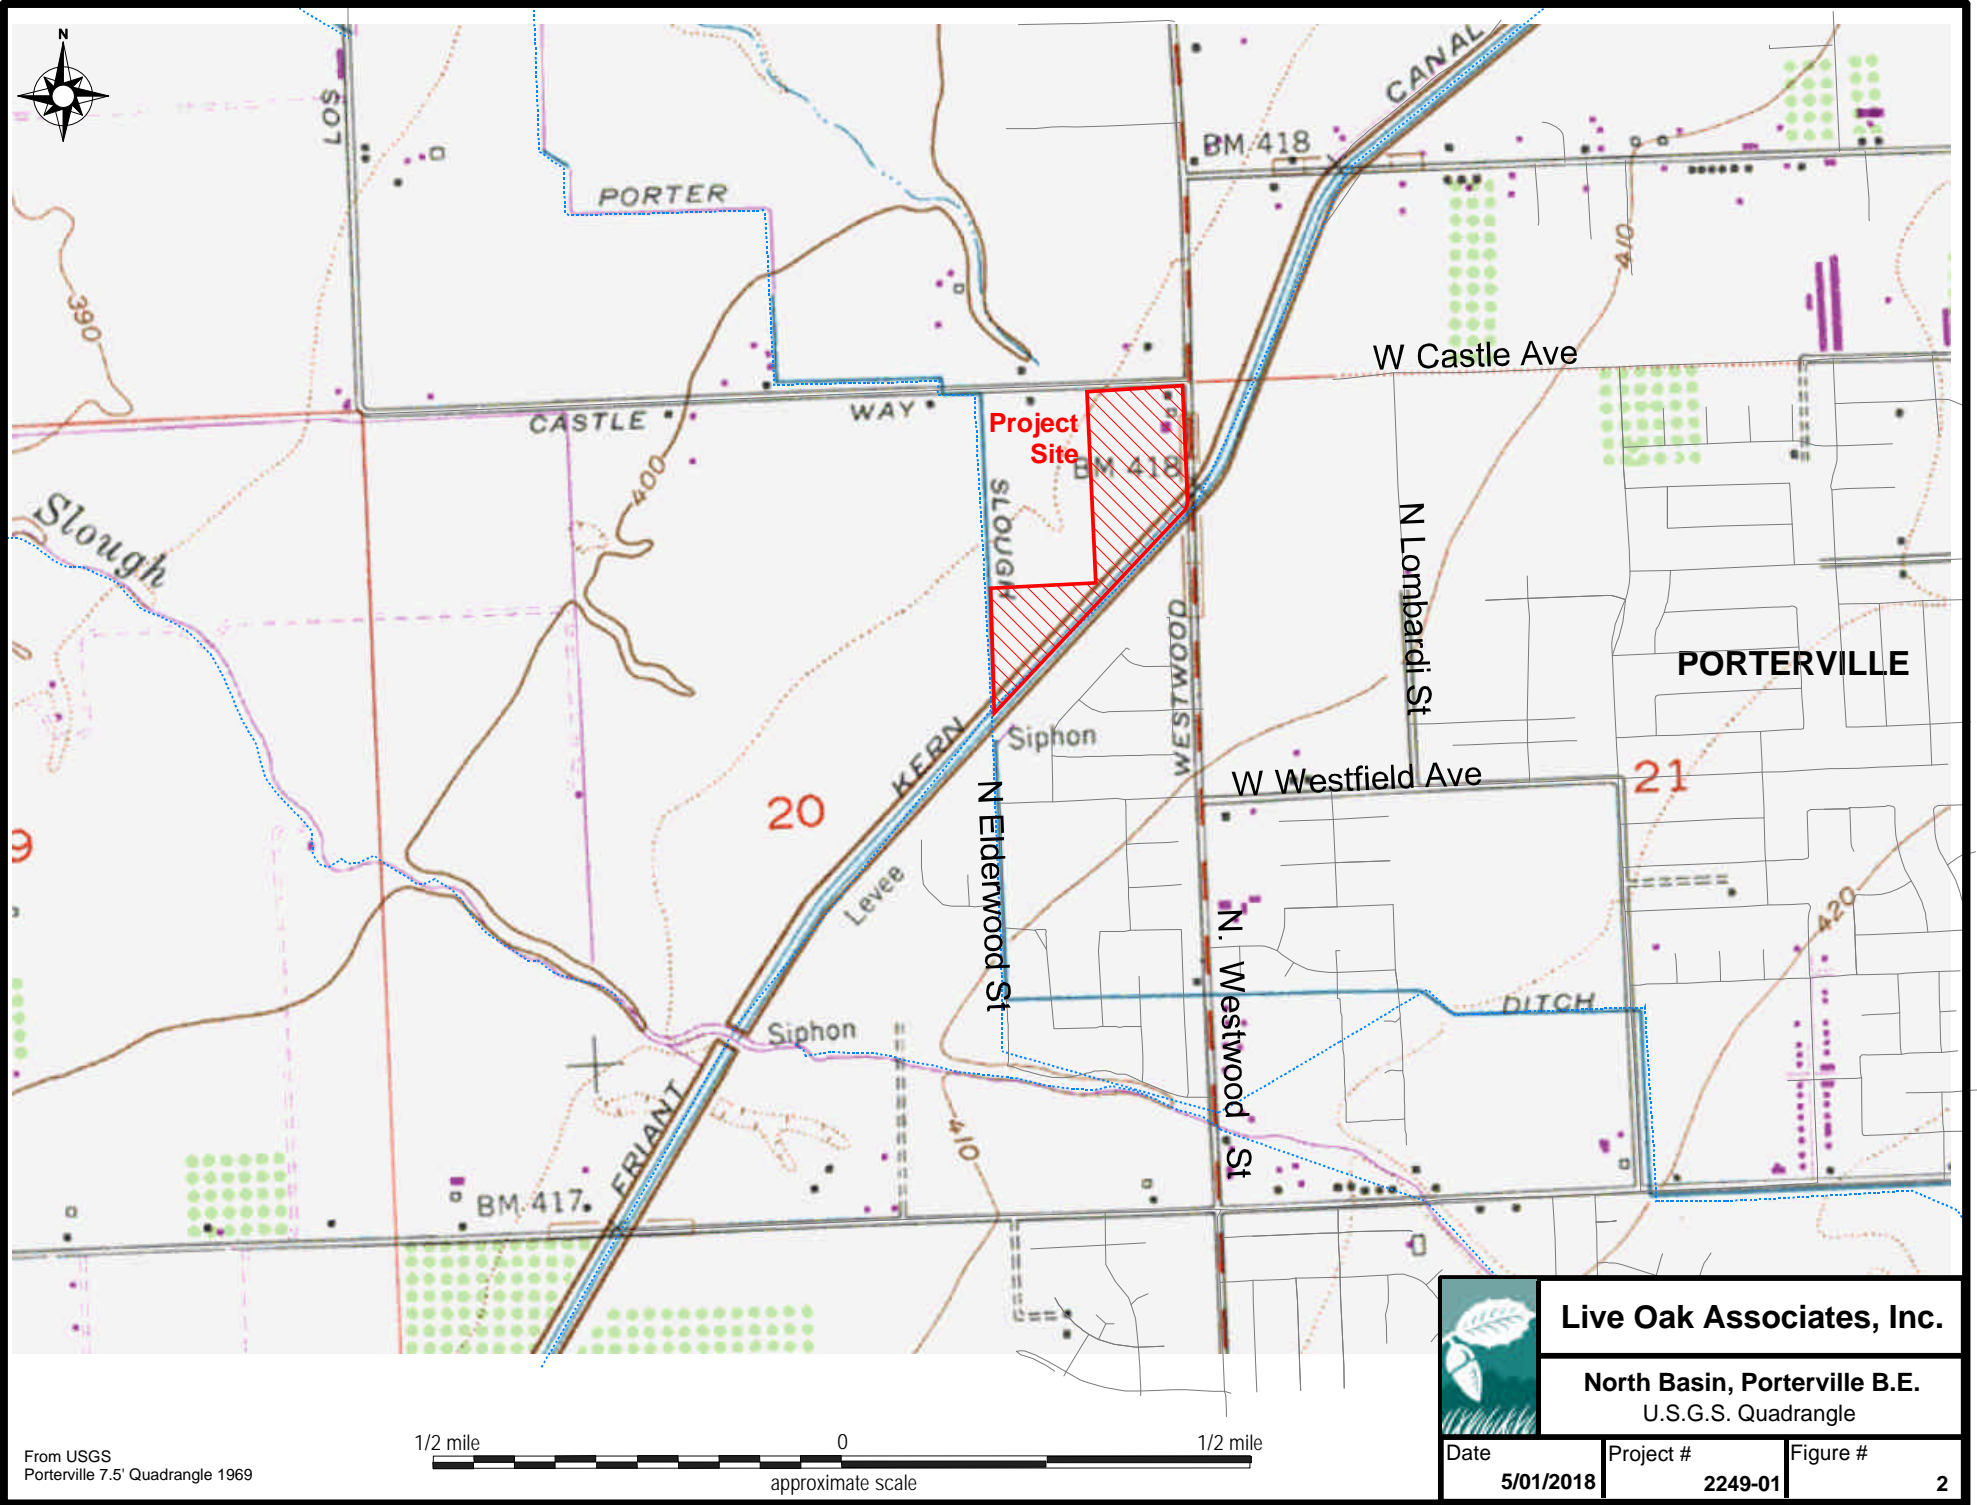 N
LOS
CANAL
BM 418
PORTER
410
390
W Castle Ave
CASTLE
WAY
Project
Site
BM 418
400
SLOUGH
Slough
N Lombardi St
WESTWOOD
PORTERVILLE
KERN
Siphon
W Westfield Ave
21
20
9
N Elderwood St
Levee
420
N. Westwood St
DITCH
Siphon
FRIANT
410
BM 417
Live Oak Associates, Inc.
North Basin, Porterville B.E.
U.S.G.S. Quadrangle
Date
5/01/2018
Project #
2249-01
Figure #
2
1/2 mile
0
1/2 mile
approximate scale
From USGS
Porterville 7.5' Quadrangle 1969